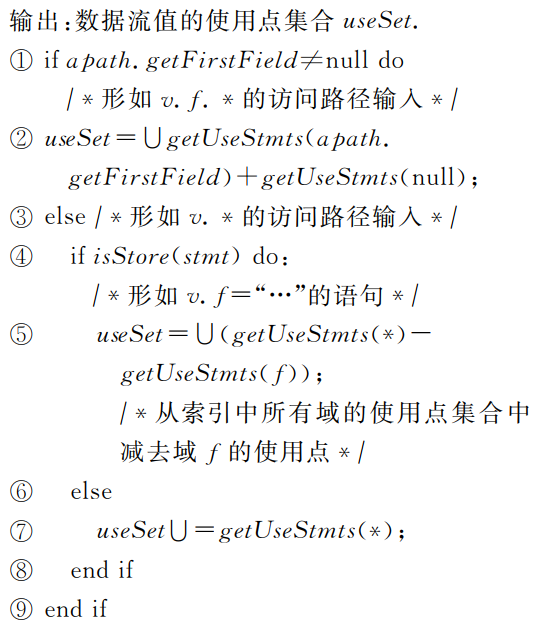 输出:数据流值的使用点集合 useSet.
① if apath. getFirstField≠null do
/*形如 v. f. *的访问路径输入*/
② useSet=∪getUseStmts(apath.
getFirstField)+getUseStmts(null);
③ else/*形如 v. *的访问路径输入*/
④ if isStore(stmt) do:
/*形如 v. f=“…”的语句*/
⑤ useSet=∪(getUseStmts(*)-
getUseStmts(f));
/*从索引中所有域的使用点集合中
减去域 f 的使用点*/
⑥ else
⑦ useSet∪=getUseStmts(*);
⑧ end if
⑨ end if